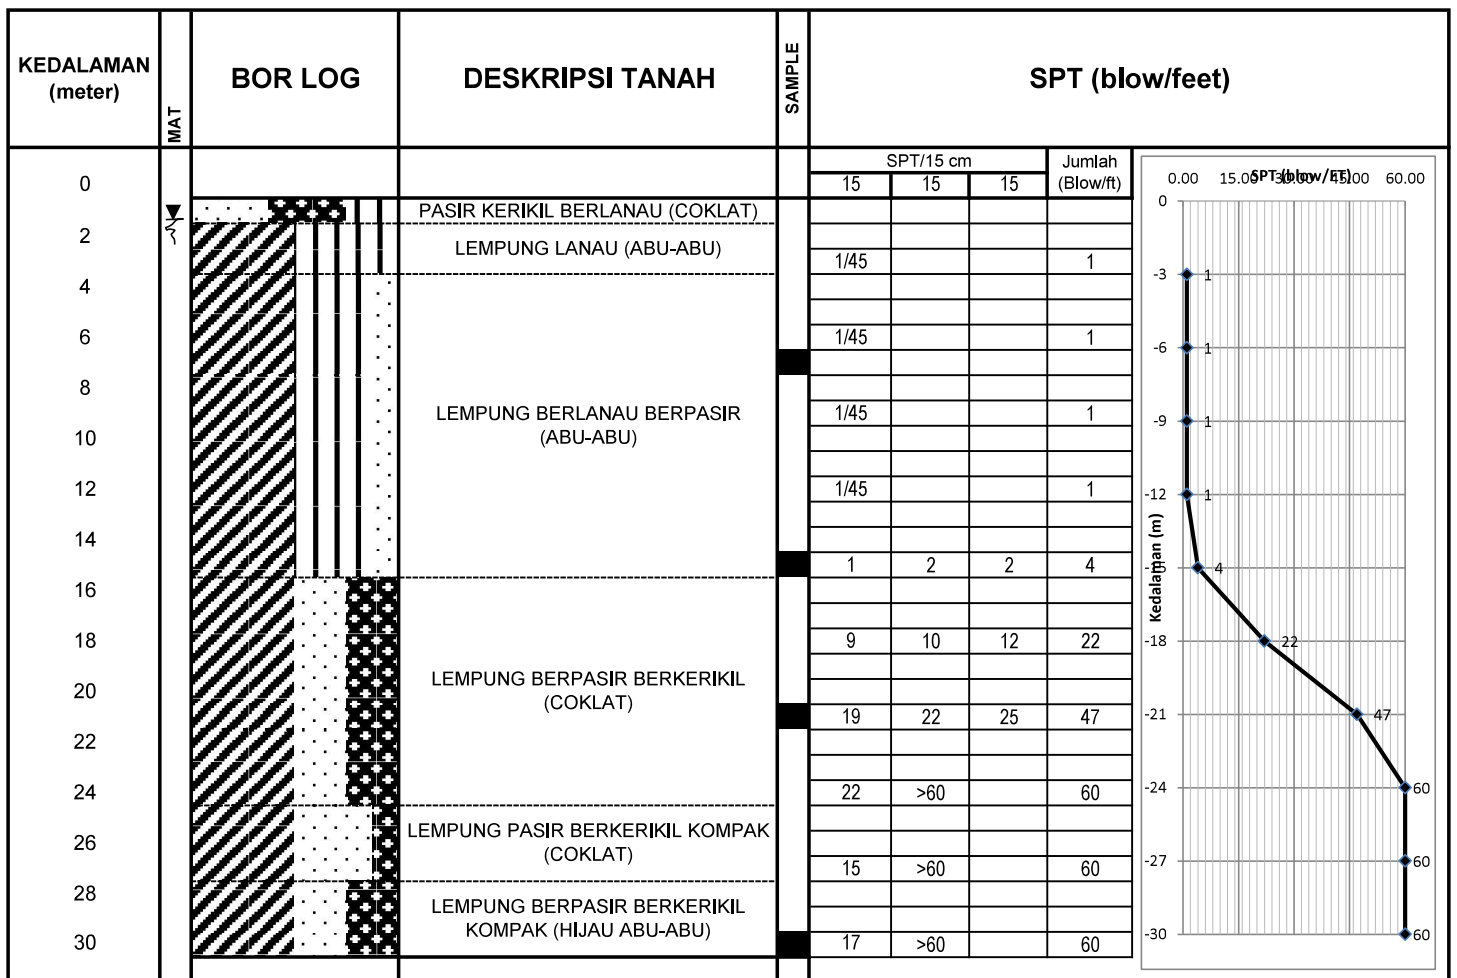 KEDALAMAN
(meter)
MAT
BOR LOG
DESKRIPSI TANAH
SAMPLE
SPT (blow/feet)
SPT/15 cm
Jumlah
(Blow/ft)
15 15 15
0
PASIR KERIKIL BERLANAU (COKLAT)
2
LEMPUNG LANAU (ABU-ABU)
1/45 1
4
6
1/45 1
8
LEMPUNG BERLANAU BERPASIR
(ABU-ABU)
1/45 1
10
12
1/45 1
14
1 2 2 4
16
18
9 10 12 22
LEMPUNG BERPASIR BERKERIKIL
(COKLAT)
20
19 22 25 47
22
24
22 >60 60
LEMPUNG PASIR BERKERIKIL KOMPAK
(COKLAT)
26
15 >60 60
28
LEMPUNG BERPASIR BERKERIKIL
KOMPAK (HIJAU ABU-ABU)
30
17 >60 60
SPT (blow/FT)
0.00 15.00 30.00 45.00 60.00
Kedalaman (m)
0
-3 1
-6 1
-9 1
-12 1
-15 4
-18 22
-21 47
-24 60
-27 60
-30 60